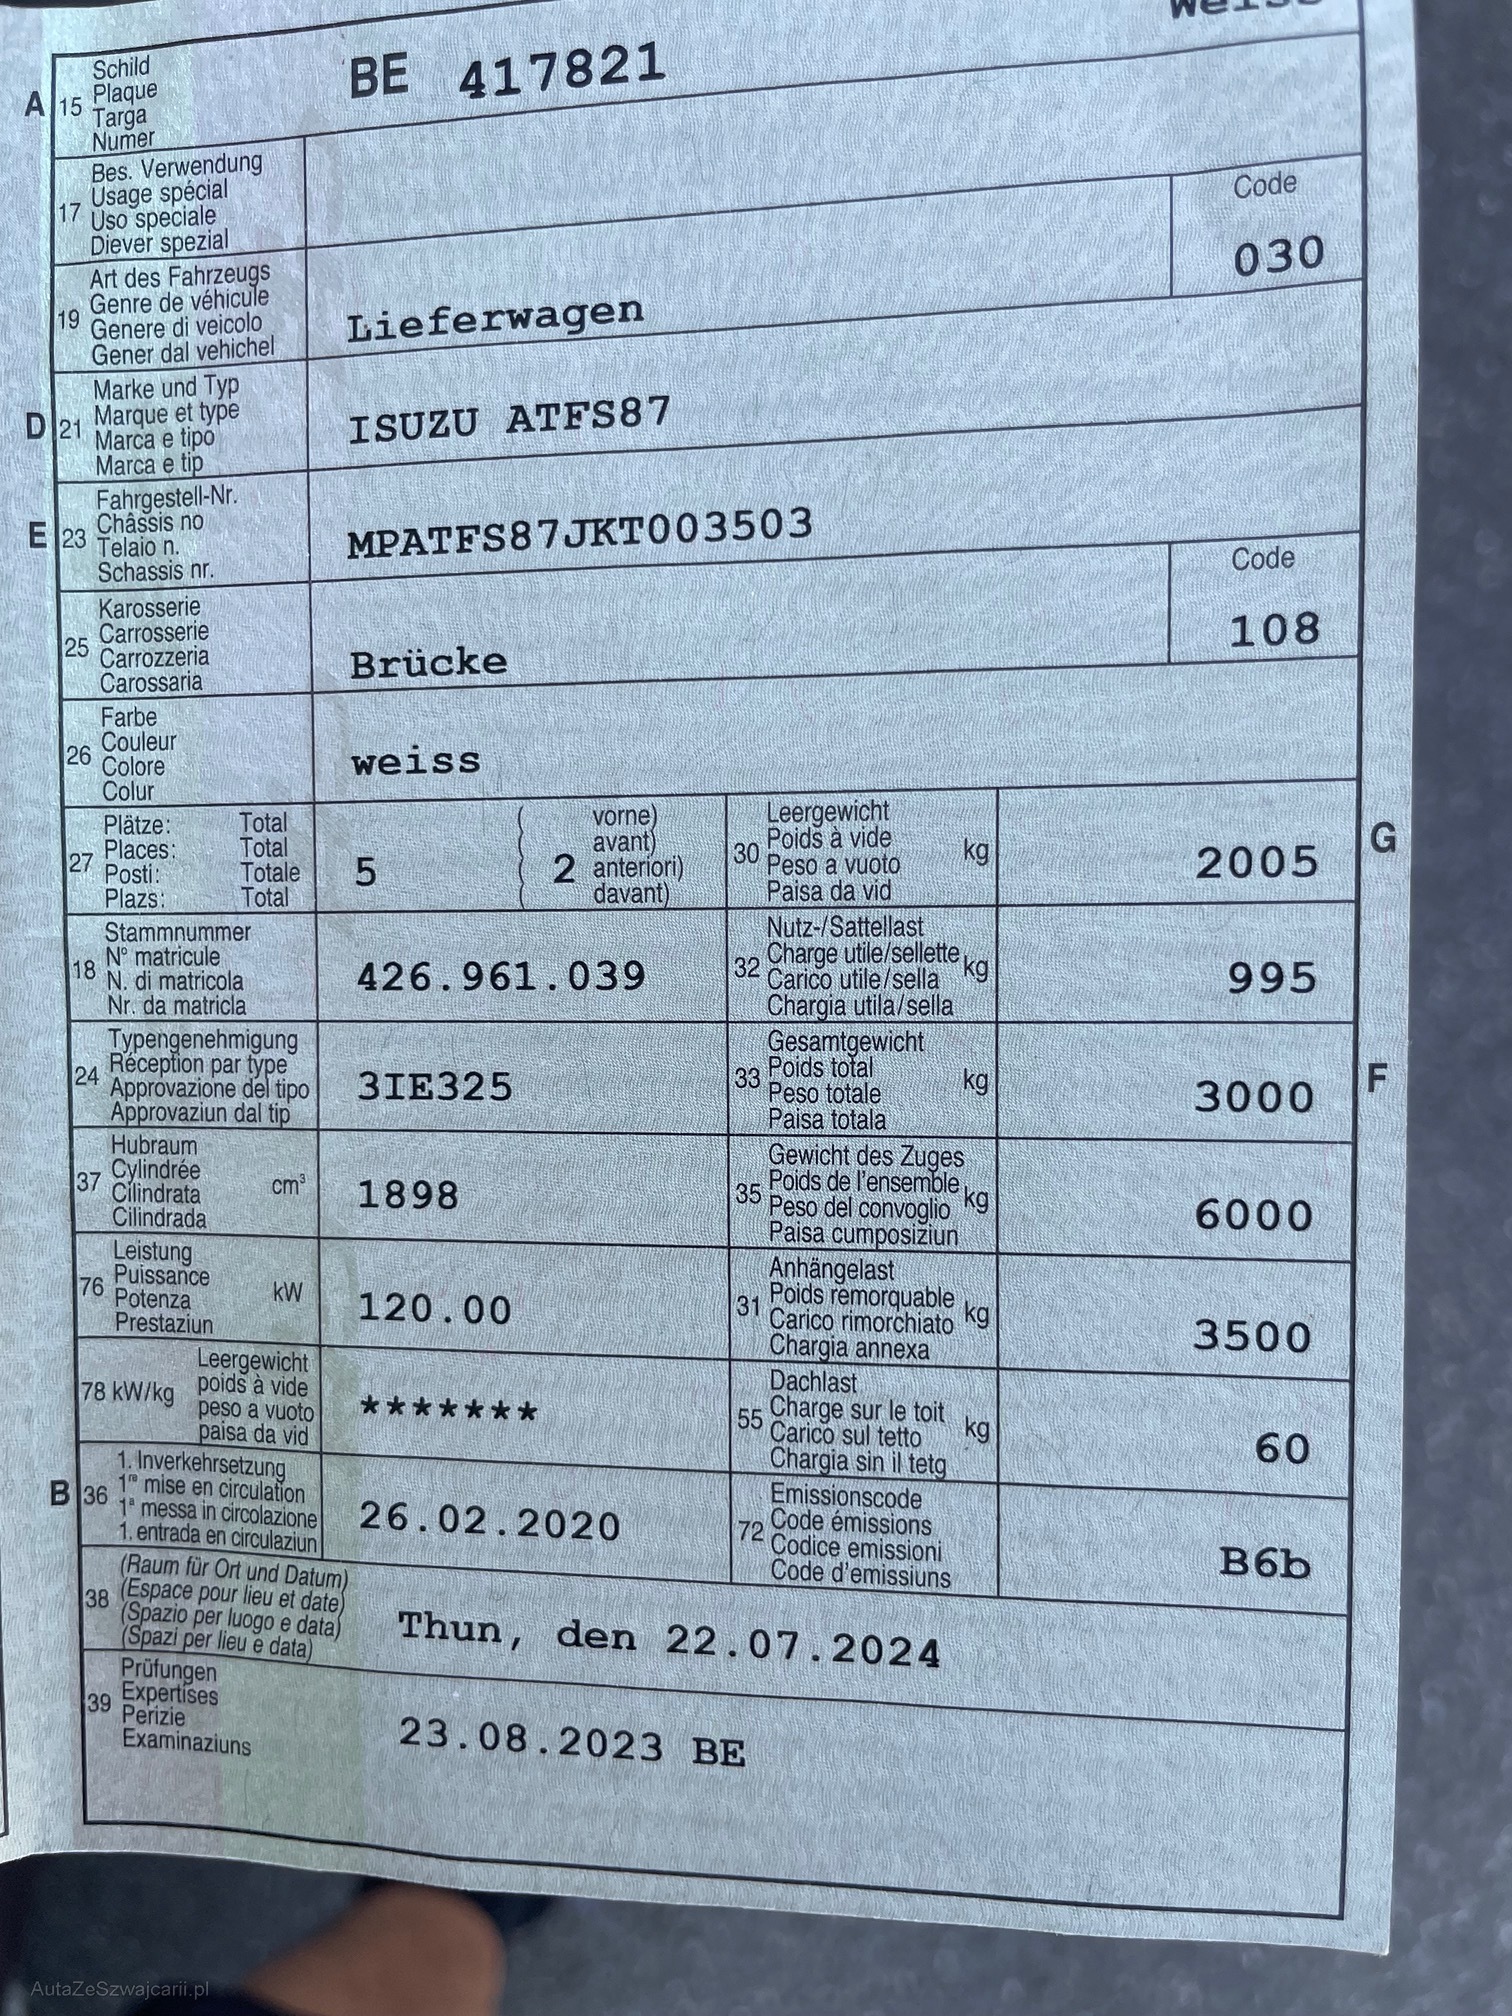 weiss
A 15 Schild
Plaque
Targa
Numer
BE 417821
17 Bes. Verwendung
Usage spécial
Uso speciale
Diever spezial
19 Art des Fahrzeugs
Genre de véhicule
Genere di veicolo
Gener dal vehichel
Lieferwagen
Code
030
D 21 Marke und Typ
Marque et type
Marca e tipo
Marca e tip
ISUZU ATFS87
E 23 Fahrgestell-Nr.
Châssis no
Telaio n.
Schassis nr.
MPATFS87JKT003503
25 Karosserie
Carrosserie
Carrozzeria
Carossaria
Brücke
Code
108
26 Farbe
Couleur
Colore
Colur
weiss
27 Plätze: Total
Places: Total
Posti: Totale
Plazs: Total
5
2
vorne)
avant)
anteriori)
davant)
30 Leergewicht
Poids à vide
Peso a vuoto
Paisa da vid
kg
2005
G
18 Stammnummer
N° matricule
N. di matricola
Nr. da matricla
426.961.039
32 Nutz-/Sattellast
Charge utile/sellette
Carico utile/sella
Chargia utila/sella
kg
995
24 Typengenehmigung
Réception par type
Approvazione del tipo
Approvaziun dal tip
3IE325
33 Gesamtgewicht
Poids total
Peso totale
Paisa totala
kg
3000
F
37 Hubraum
Cylindrée
Cilindrata
Cilindrada
cm³
1898
35 Gewicht des Zuges
Poids de l'ensemble
Peso del convoglio
Paisa cumposiziun
kg
6000
76 Leistung
Puissance
Potenza
Prestaziun
kW
120.00
31 Anhängelast
Poids remorquable
Carico rimorchiato
Chargia annexa
kg
3500
78 kW/kg
Leergewicht
poids à vide
peso a vuoto
paisa da vid
*******
55 Dachlast
Charge sur le toit
Carico sul tetto
Chargia sin il tetg
kg
60
B 36 1. Inverkehrsetzung
1re mise en circulation
1a messa in circolazione
1. entrada en circulaziun
26.02.2020
72 Emissionscode
Code émissions
Codice emissioni
Code d'emissiuns
B6b
38 (Raum für Ort und Datum)
(Espace pour lieu et date)
(Spazio per luogo e data)
(Spazi per lieu e data)
Thun, den 22.07.2024
39 Prüfungen
Expertises
Perizie
Examinaziuns
23.08.2023 BE
AutaZeSzwajcarii.pl